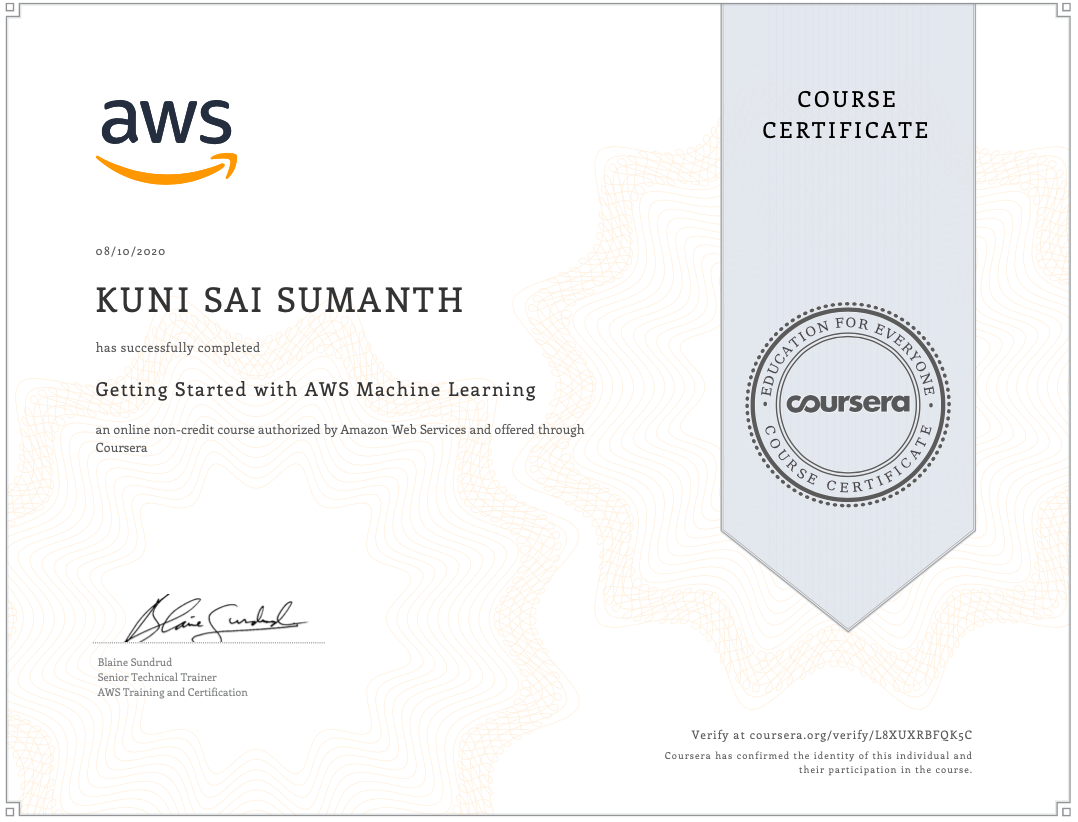 aws
COURSE
CERTIFICATE
08/10/2020
KUNI SAI SUMANTH
has successfully completed
Getting Started with AWS Machine Learning
an online non-credit course authorized by Amazon Web Services and offered through
Coursera
EDUCATION FOR EVERYONE
coursera
COURSE CERTIFICATE
Blaine Sundrud
Blaine Sundrud
Senior Technical Trainer
AWS Training and Certification
Verify at coursera.org/verify/L8XUXRBFQK5C
Coursera has confirmed the identity of this individual and
their participation in the course.